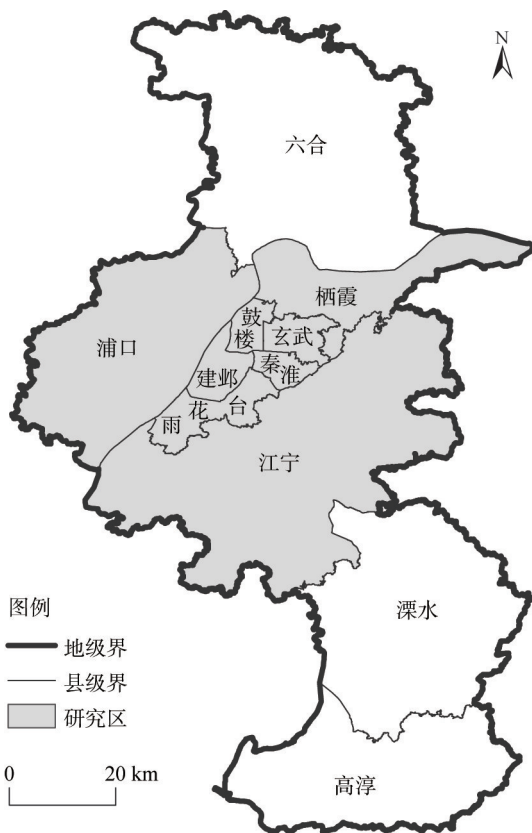 N
六合
栖霞
浦口
鼓楼
玄武
秦淮
建邺
雨花台
江宁
图例
地级界
县级界
研究区
溧水
0 20 km
高淳